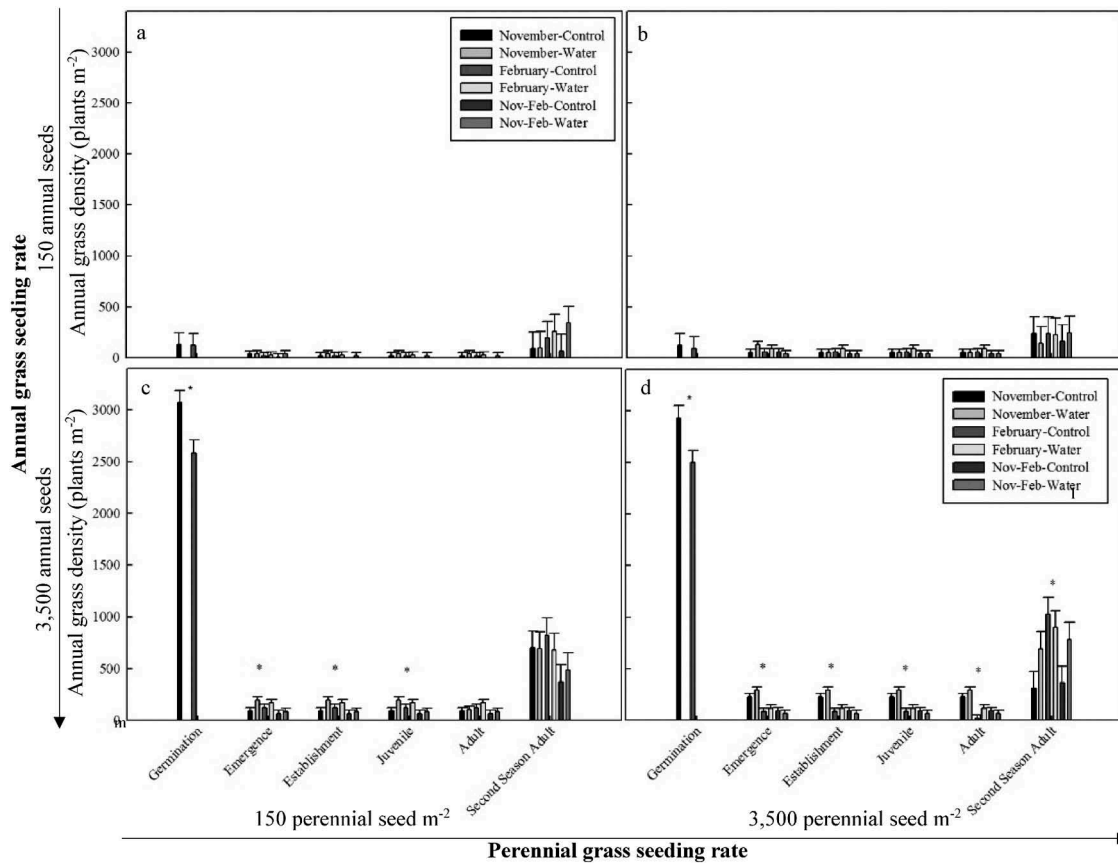 a
November-Control
November-Water
February-Control
February-Water
Nov-Feb-Control
Nov-Feb-Water
b
3000
2500
2000
1500
1000
500
0
Annual grass density (plants m-2)
150 annual seeds
Annual grass seeding rate
c
*
*
*
*
3000
2500
2000
1500
1000
500
0
Annual grass density (plants m-2)
3,500 annual seeds
m
d
November-Control
November-Water
February-Control
February-Water
Nov-Feb-Control
Nov-Feb-Water
*
*
*
*
*
*
Germination
Emergence
Establishment
Juvenile
Adult
Second Season Adult
Germination
Emergence
Establishment
Juvenile
Adult
Second Season Adult
150 perennial seed m-2
3,500 perennial seed m-2
Perennial grass seeding rate